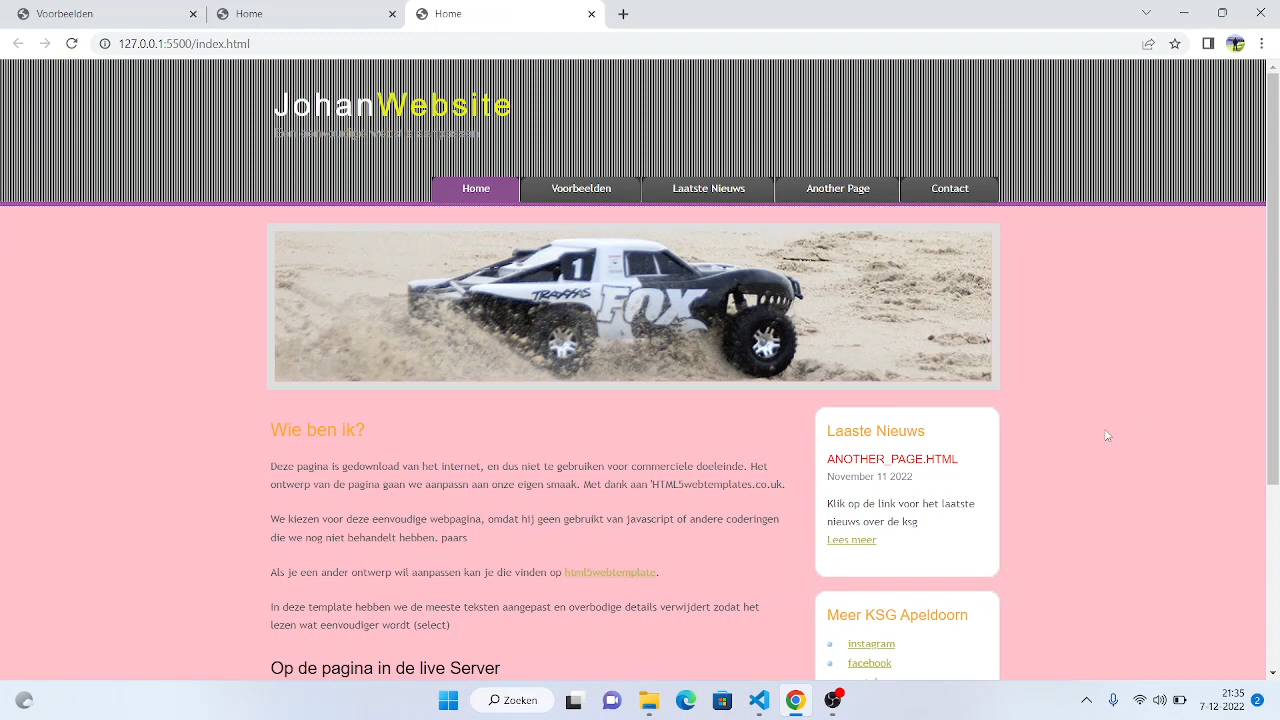 Voorbeelden
Home
Home
127.0.0.1:5500/index.html
JohanWebsite
Home
Voorbeelden
Laatste Nieuws
Another Page
Contact
1
TRAXXAS
FOX
Wie ben ik?
Deze pagina is gedownload van het internet, en dus niet te gebruiken voor commerciele doeleinde. Het
ontwerp van de pagina gaan we aanpassn aan onze eigen smaak. Met dank aan 'HTML5webtemplates.co.uk.
We kiezen voor deze eenvoudige webpagina, omdat hij geen gebruikt van javascript of andere coderingen
die we nog niet behandelt hebben. paars
Als je een ander ontwerp wil aanpassen kan je die vinden op html5webtemplate.
In deze template hebben we de meeste teksten aangepast en overbodige details verwijdert zodat het
lezen wat eenvoudiger wordt (select)
Op de pagina in de live Server
Laaste Nieuws
ANOTHER_PAGE.HTML
November 11 2022
Klik op de link voor het laatste
nieuws over de ksg
Lees meer
Meer KSG Apeldoorn
instagram
facebook
Search
21:35
7-12-2022
2